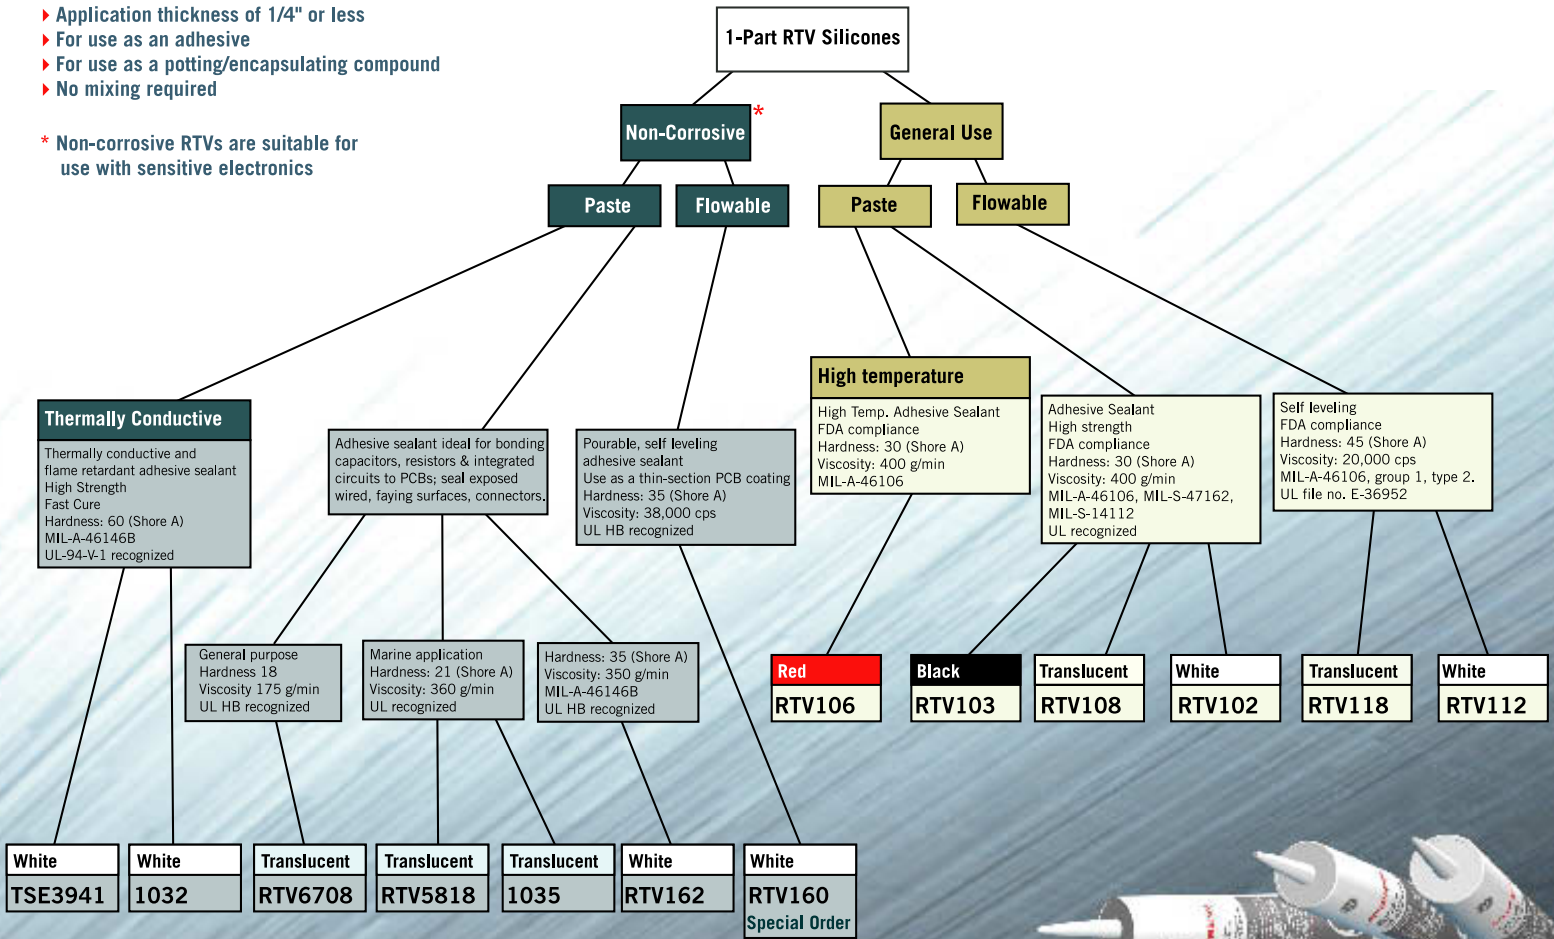 Application thickness of 1/4" or less
For use as an adhesive
For use as a potting/encapsulating compound
No mixing required
* Non-corrosive RTVs are suitable for
use with sensitive electronics
1-Part RTV Silicones
Non-Corrosive *
General Use
Paste
Flowable
Paste
Flowable
Thermally Conductive
Thermally conductive and
flame retardant adhesive sealant
High Strength
Fast Cure
Hardness: 60 (Shore A)
MIL-A-46146B
UL-94-V-1 recognized
Adhesive sealant ideal for bonding
capacitors, resistors & integrated
circuits to PCBs; seal exposed
wired, faying surfaces, connectors.
Pourable, self leveling
adhesive sealant
Use as a thin-section PCB coating
Hardness: 35 (Shore A)
Viscosity: 38,000 cps
UL HB recognized
High temperature
High Temp. Adhesive Sealant
FDA compliance
Hardness: 30 (Shore A)
Viscosity: 400 g/min
MIL-A-46106
Adhesive Sealant
High strength
FDA compliance
Hardness: 30 (Shore A)
Viscosity: 400 g/min
MIL-A-46106, MIL-S-47162,
MIL-S-14112
UL recognized
Self leveling
FDA compliance
Hardness: 45 (Shore A)
Viscosity: 20,000 cps
MIL-A-46106, group 1, type 2.
UL file no. E-36952
General purpose
Hardness 18
Viscosity 175 g/min
UL HB recognized
Marine application
Hardness: 21 (Shore A)
Viscosity: 360 g/min
UL recognized
Hardness: 35 (Shore A)
Viscosity: 350 g/min
MIL-A-46146B
UL HB recognized
Red
RTV106
Black
RTV103
Translucent
RTV108
White
RTV102
Translucent
RTV118
White
RTV112
White
TSE3941
White
1032
Translucent
RTV6708
Translucent
RTV5818
Translucent
1035
White
RTV162
White
RTV160
Special Order